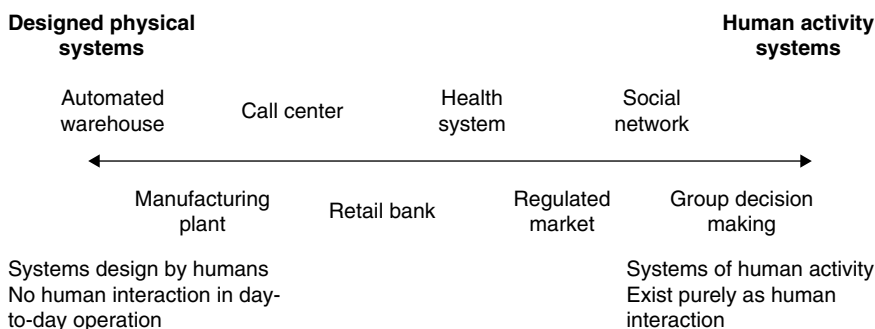 Designed physical
systems
Human activity
systems
Automated
warehouse
Call center
Health
system
Social
network
Manufacturing
plant
Retail bank
Regulated
market
Group decision
making
Systems design by humans
No human interaction in day-
to-day operation
Systems of human activity
Exist purely as human
interaction